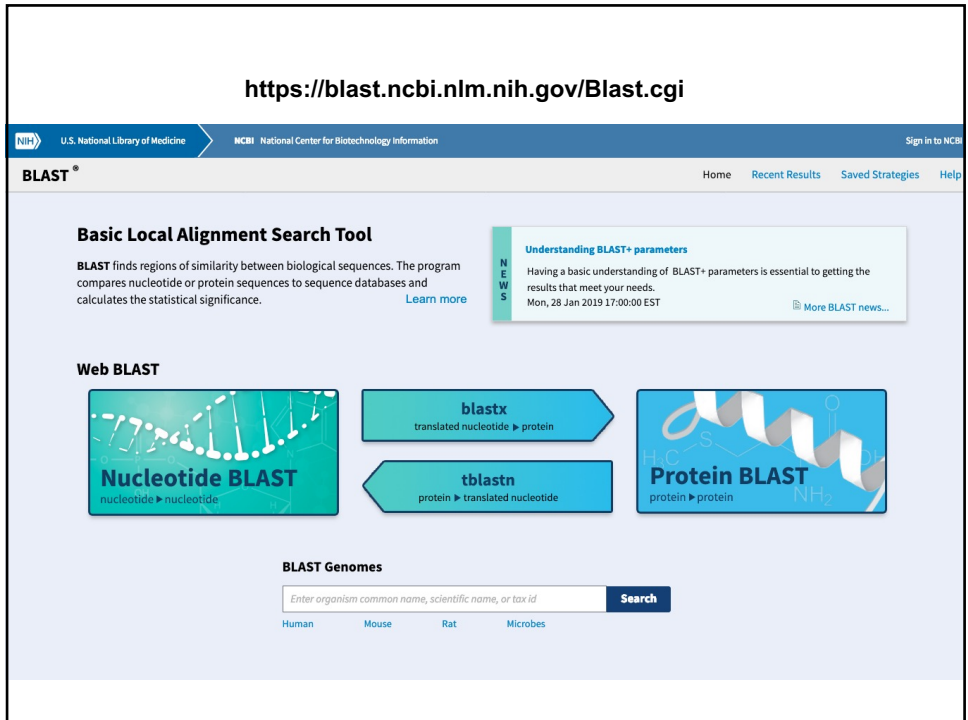 https://blast.ncbi.nlm.nih.gov/Blast.cgi
NIH U.S. National Library of Medicine NCBI National Center for Biotechnology Information Sign in to NCBI
BLAST ® Home Recent Results Saved Strategies Help
Basic Local Alignment Search Tool
BLAST finds regions of similarity between biological sequences. The program
compares nucleotide or protein sequences to sequence databases and
calculates the statistical significance. Learn more
NEWS
Understanding BLAST+ parameters
Having a basic understanding of BLAST+ parameters is essential to getting the
results that meet your needs.
Mon, 28 Jan 2019 17:00:00 EST
More BLAST news...
Web BLAST
Nucleotide BLAST
nucleotide ▶ nucleotide
blastx
translated nucleotide ▶ protein
tblastn
protein ▶ translated nucleotide
H₃C
S
O
OH
Protein BLAST
protein ▶ protein
NH₂
BLAST Genomes
Enter organism common name, scientific name, or tax id Search
Human Mouse Rat Microbes